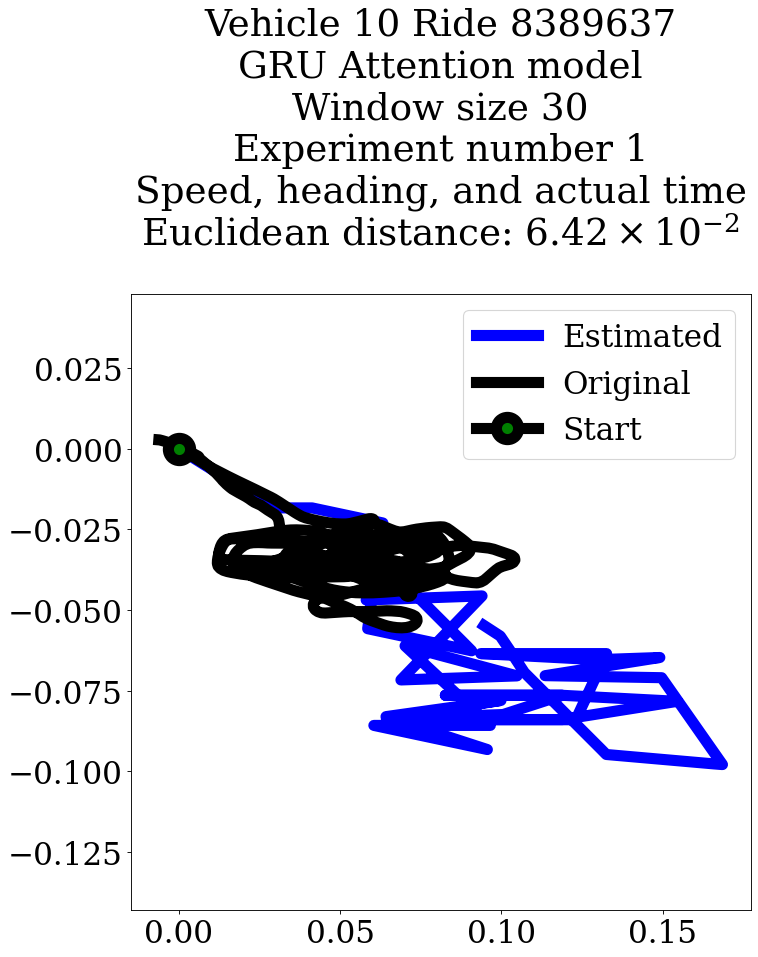 Vehicle 10 Ride 8389637
GRU Attention model
Window size 30
Experiment number 1
Speed, heading, and actual time
Euclidean distance: 6.42 × 10⁻²
Estimated
Original
Start
0.025
0.000
−0.025
−0.050
−0.075
−0.100
−0.125
0.00 0.05 0.10 0.15